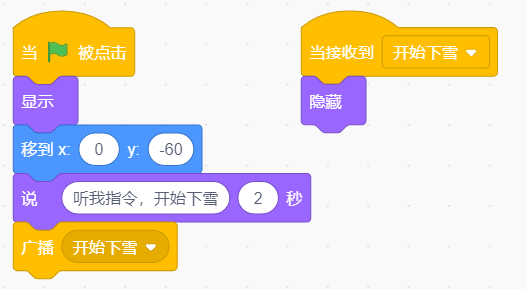 当 被点击
显示
移到 x: 0 y: -60
说 听我指令，开始下雪 2 秒
广播 开始下雪
当接收到 开始下雪
隐藏